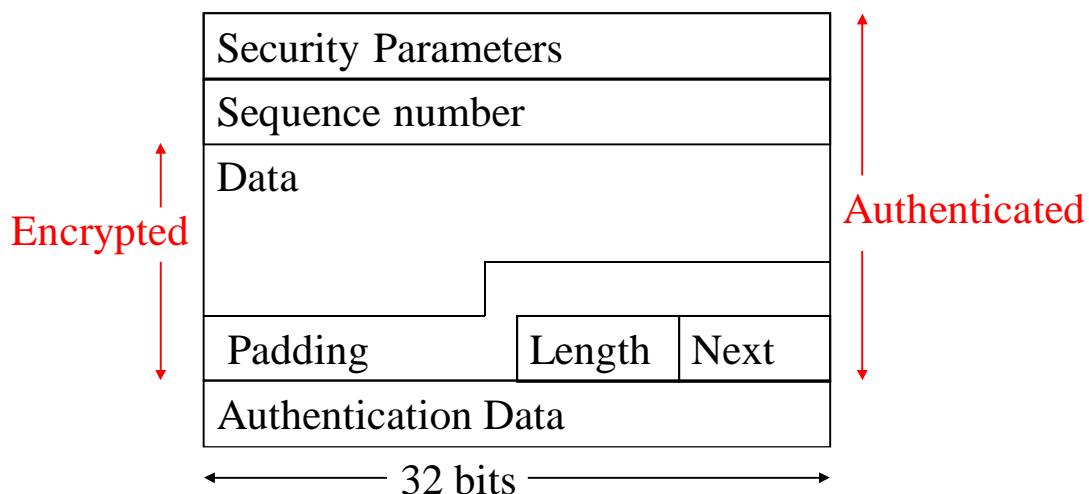 Security Parameters
Sequence number
Data
Encrypted
Authenticated
Padding
Length
Next
Authentication Data
32 bits